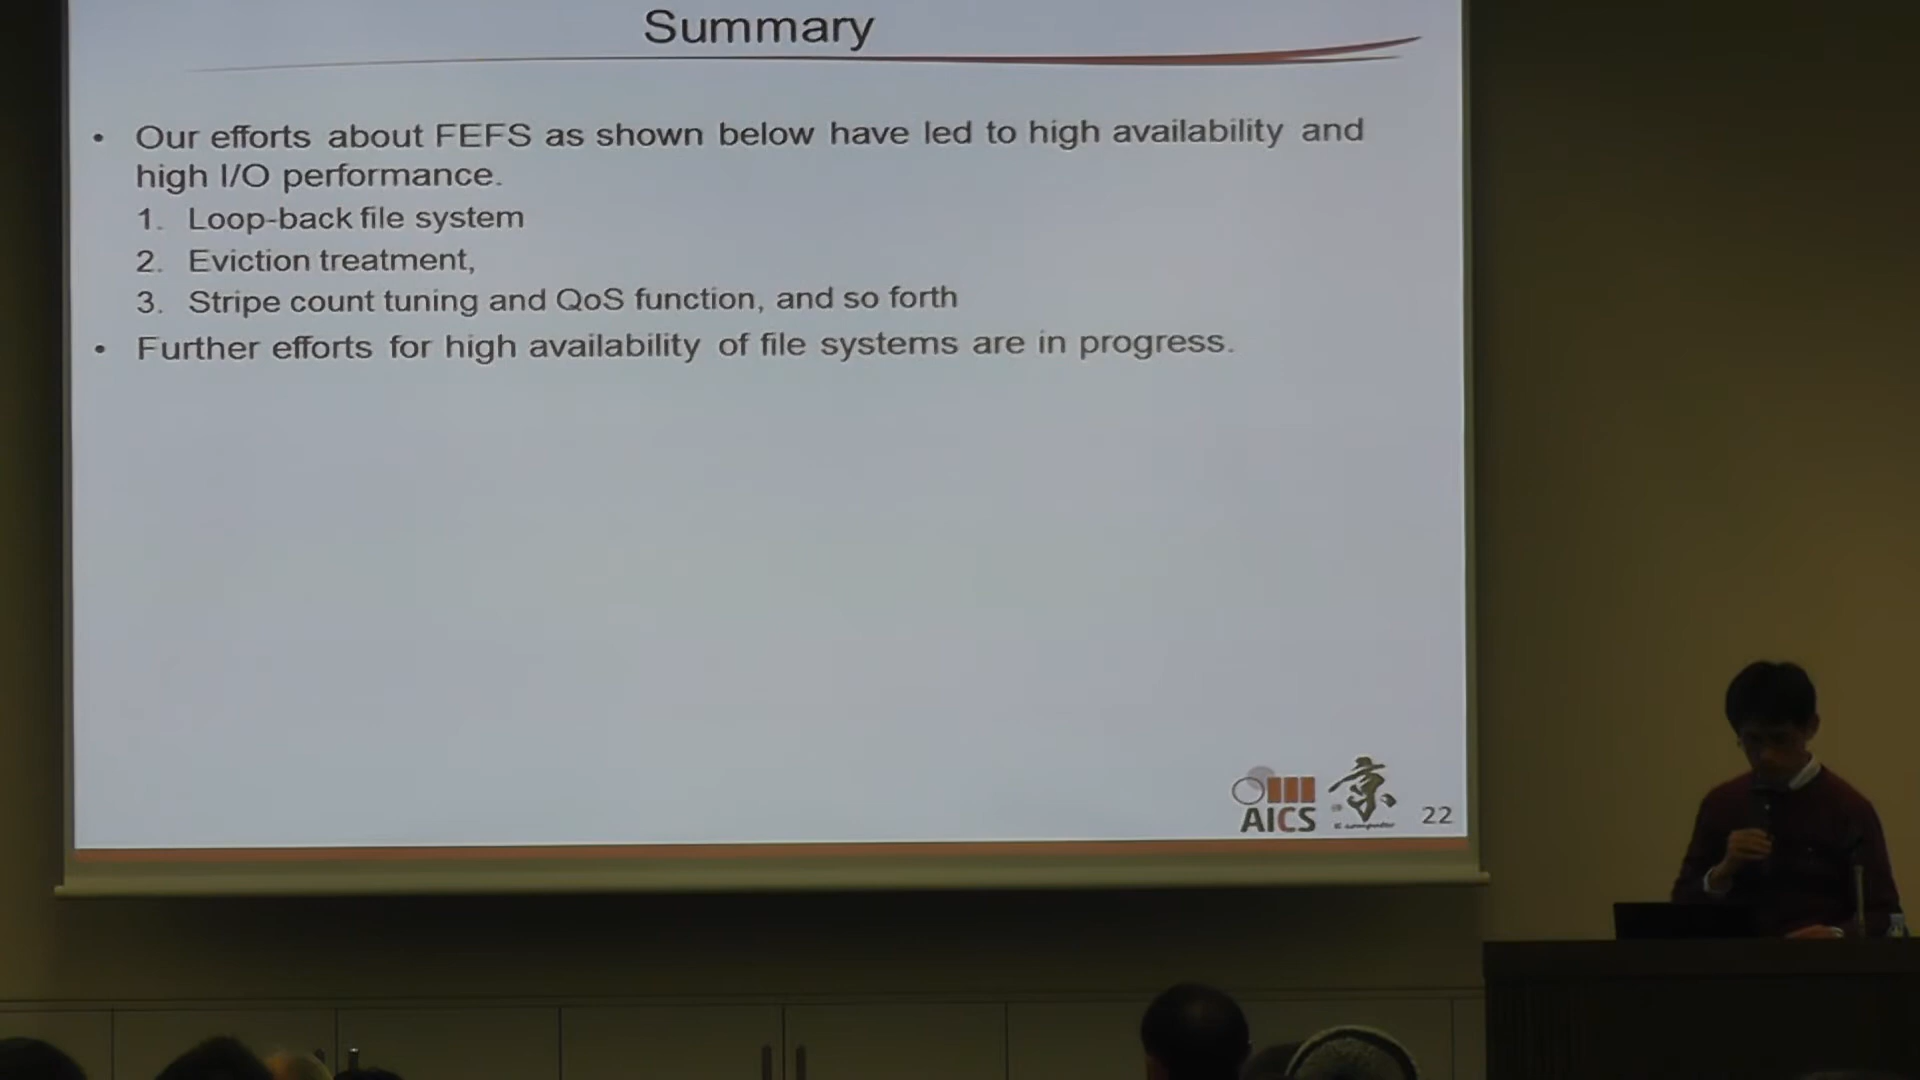 Summary
• Our efforts about FEFS as shown below have led to high availability and
high I/O performance.
1. Loop-back file system
2. Eviction treatment,
3. Stripe count tuning and QoS function, and so forth
• Further efforts for high availability of file systems are in progress.
AICS
京
K computer
22